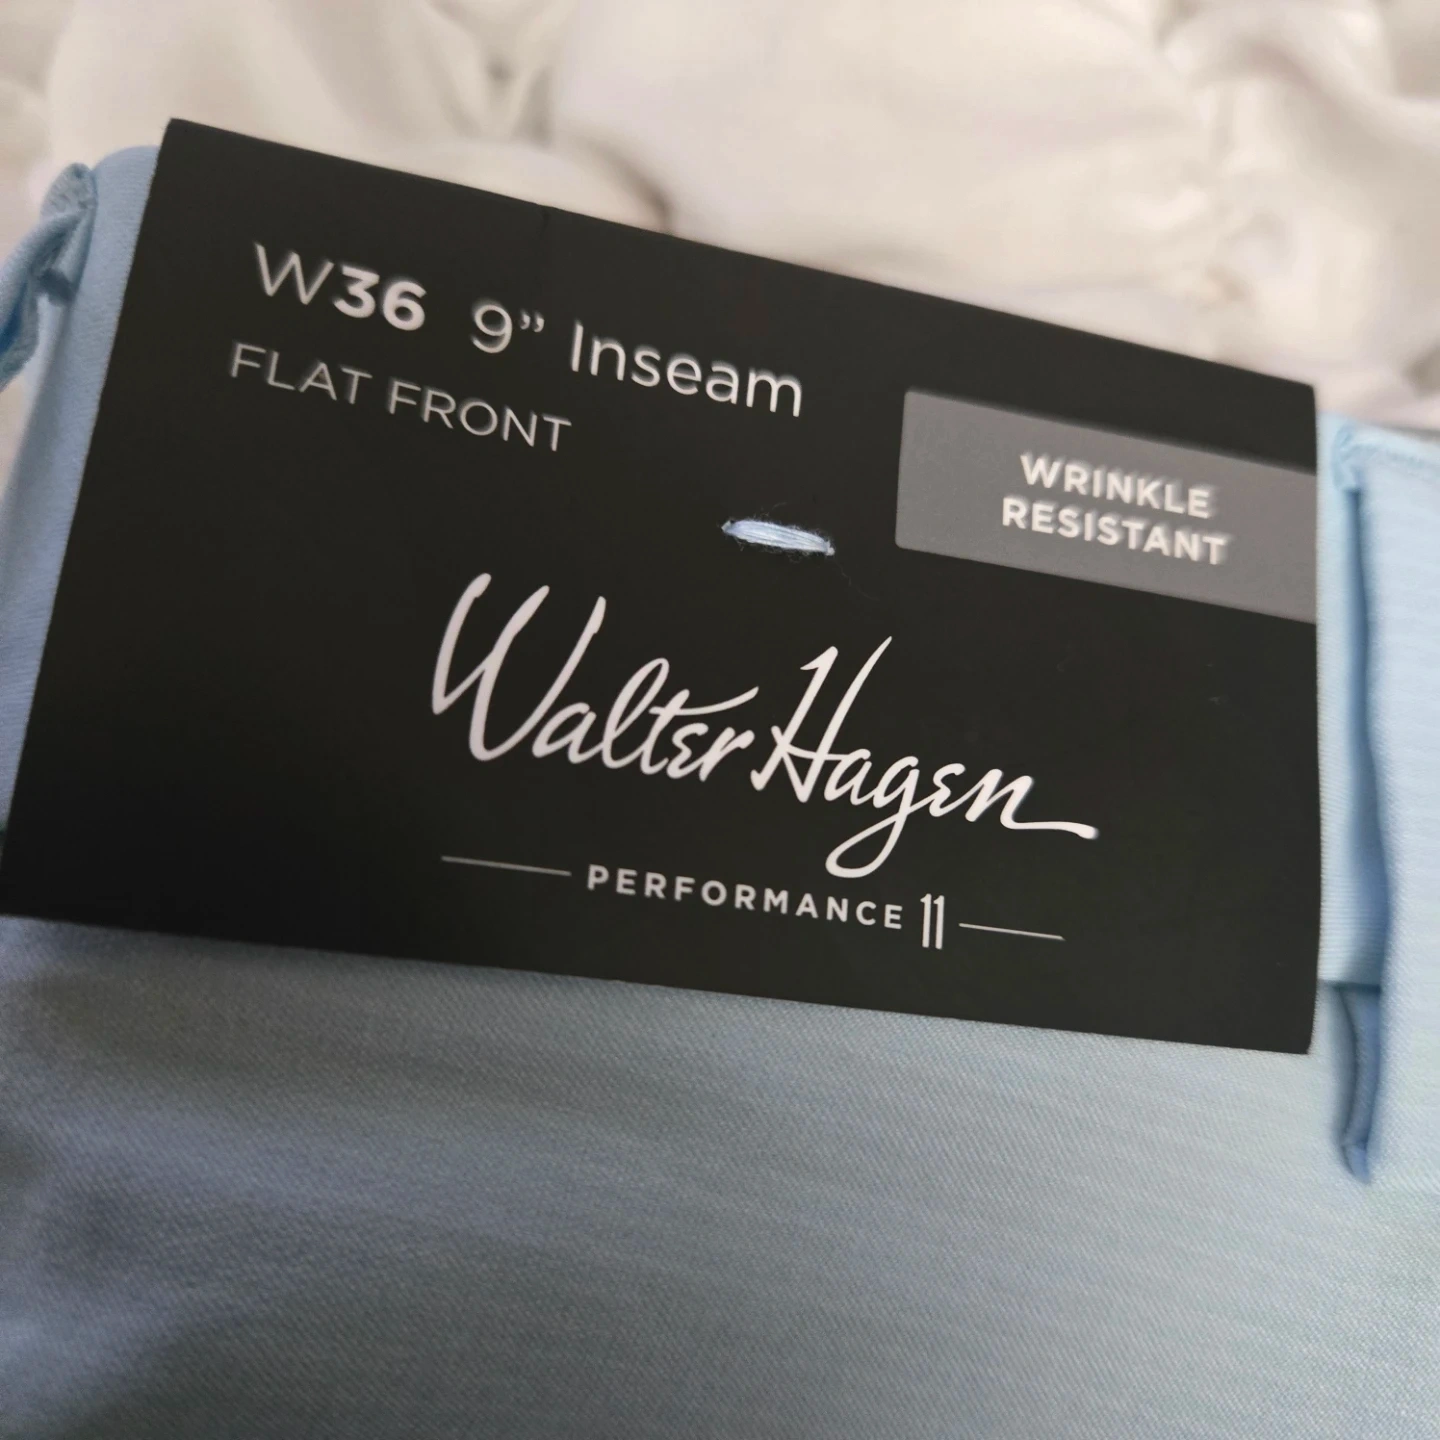 W36 9” Inseam
FLAT FRONT
WRINKLE
RESISTANT
Walter Hagen
PERFORMANCE 11